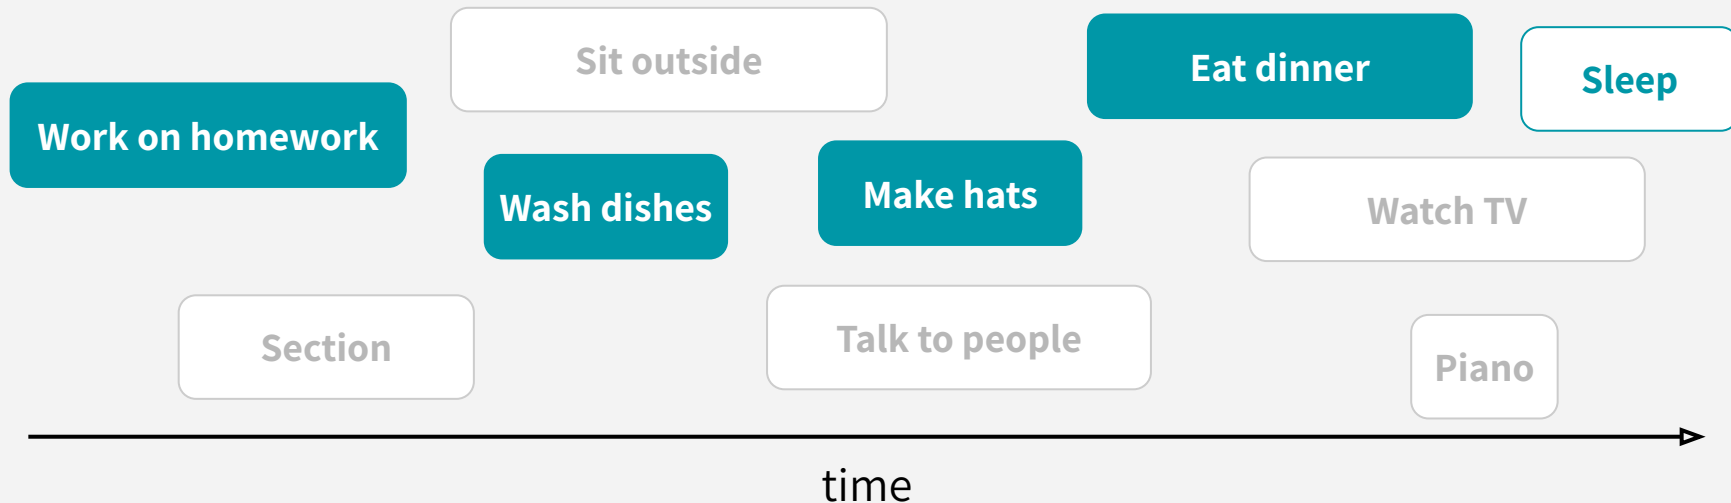 Sit outside
Eat dinner
Sleep
Work on homework
Wash dishes
Make hats
Watch TV
Section
Talk to people
Piano
time